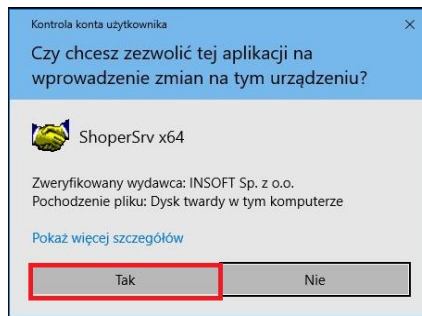 Kontrola konta użytkownika
Czy chcesz zezwolić tej aplikacji na
wprowadzenie zmian na tym urządzeniu?
ShoperSrv x64
Zweryfikowany wydawca: INSOFT Sp. z o.o.
Pochodzenie pliku: Dysk twardy w tym komputerze
Pokaż więcej szczegółów
Tak
Nie